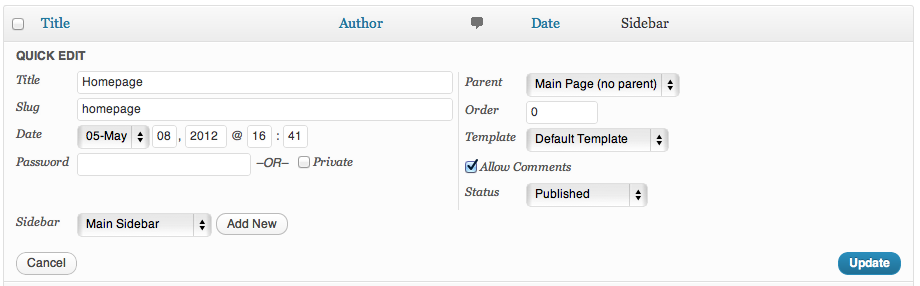 Title Author Date Sidebar
QUICK EDIT
Title Homepage
Slug homepage
Date 05-May 08 , 2012 @ 16 : 41
Password –OR– Private
Parent Main Page (no parent)
Order 0
Template Default Template
Allow Comments
Status Published
Sidebar Main Sidebar Add New
Cancel Update